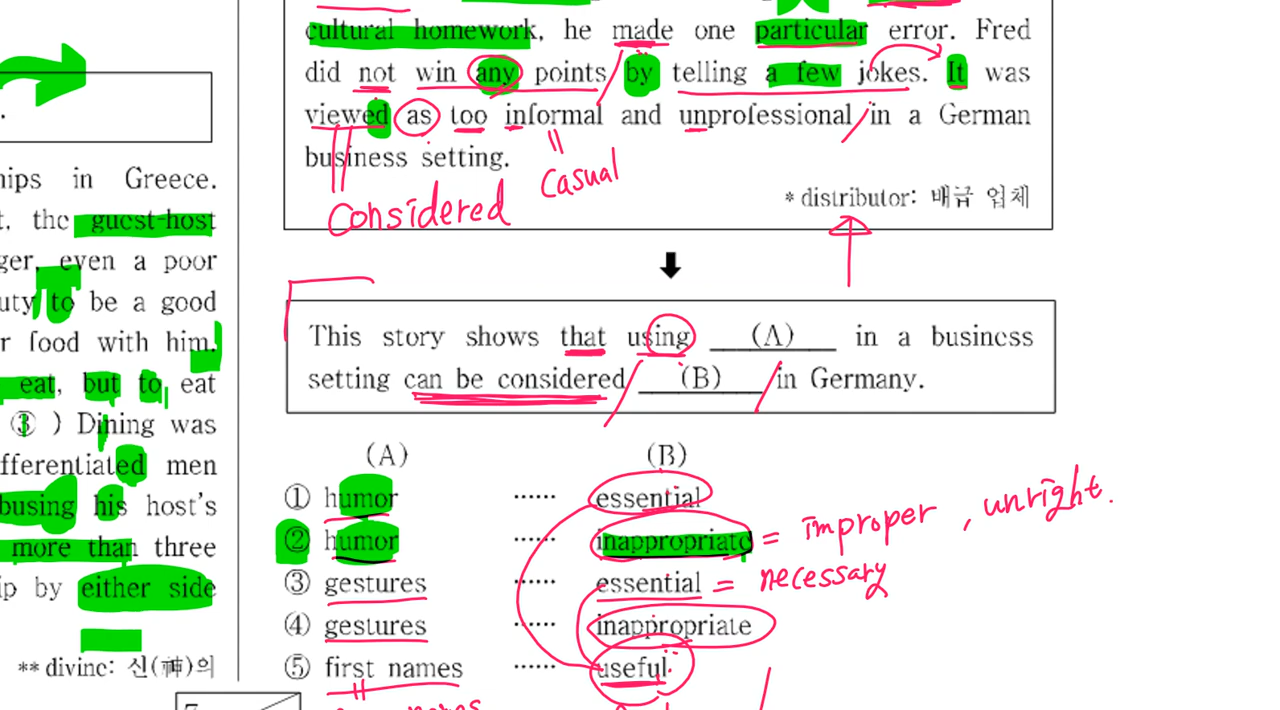 .
hips in Greece.
t, the guest-host
ger, even a poor
uty to be a good
r food with him.
eat, but to eat
③ ) Dining was
fferentiated men
busing his host's
more than three
ip by either side
** divine: 신(神)의
cultural homework, he made one particular error. Fred
did not win any points by telling a few jokes. It was
viewed as too informal and unprofessional in a German
business setting.
Considered
Casual
* distributor: 배급 업체
This story shows that using (A) in a business
setting can be considered (B) in Germany.
(A) (B)
① humor ...... essential
② humor ...... inappropriate = improper, unright.
③ gestures ...... essential = necessary
④ gestures ...... inappropriate
⑤ first names ...... useful